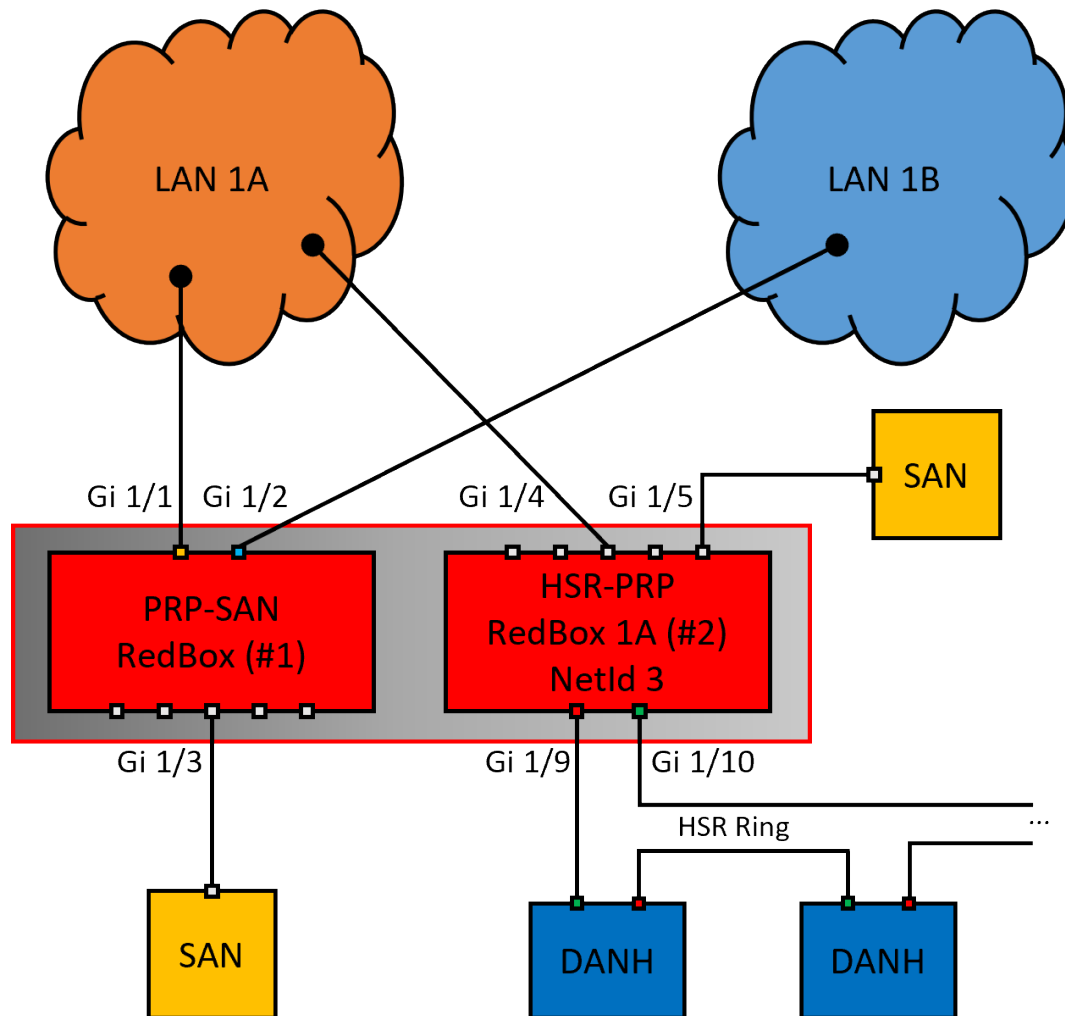 LAN 1A
LAN 1B
SAN
Gi 1/1
Gi 1/2
Gi 1/4
Gi 1/5
PRP-SAN
RedBox (#1)
HSR-PRP
RedBox 1A (#2)
NetId 3
Gi 1/3
Gi 1/9
Gi 1/10
HSR Ring
...
SAN
DANH
DANH